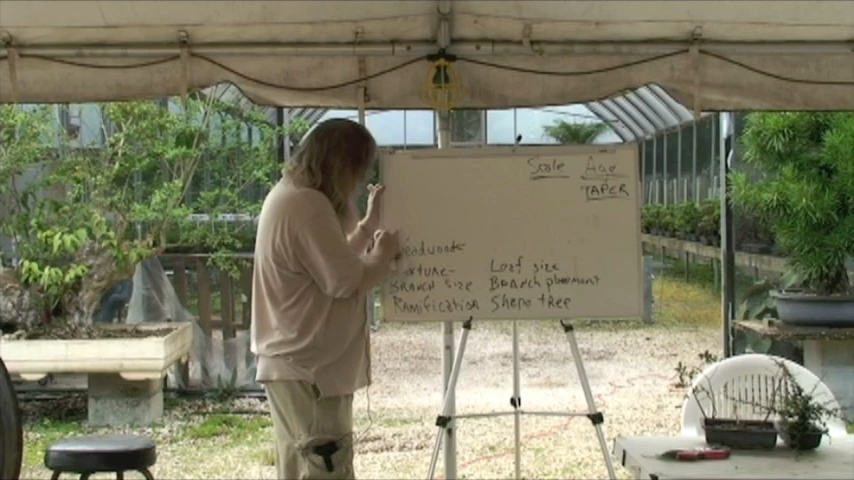 Scale Age
TAPER
Deadwood-
Texture- Leaf size
BRANCH size BRANCH placement
Ramification Shape tree